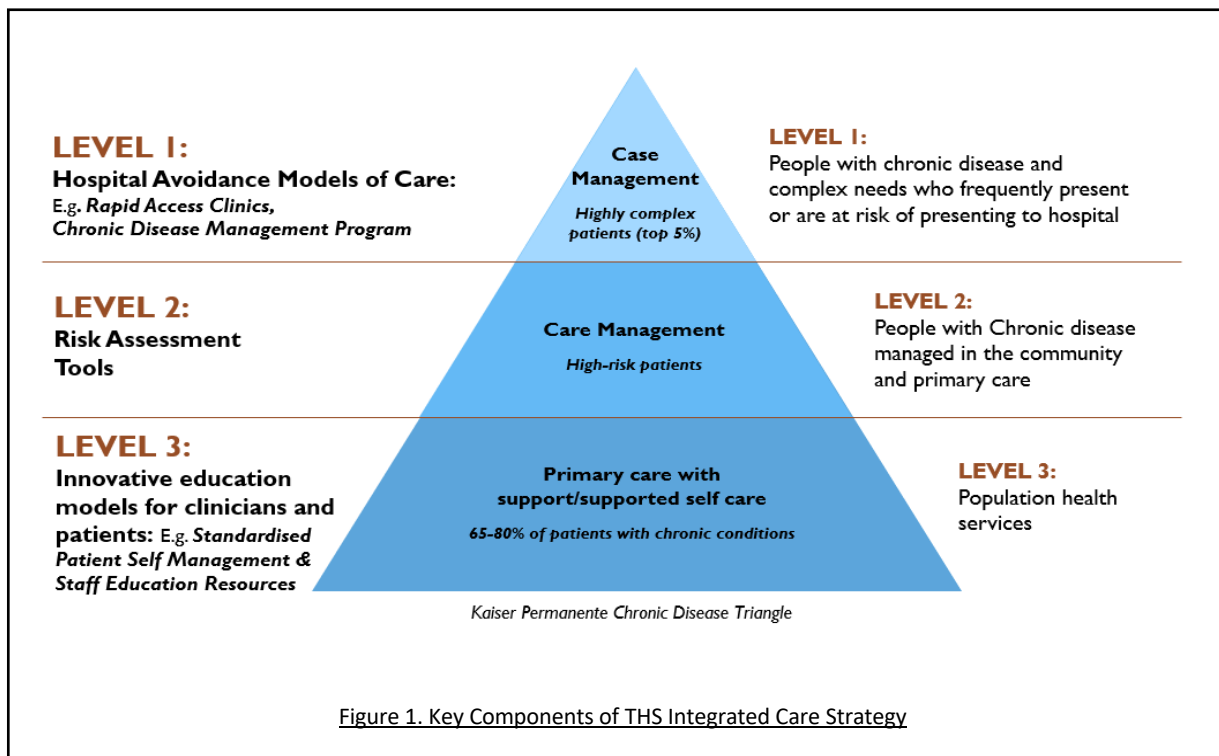 LEVEL 1:
Hospital Avoidance Models of Care:
E.g. Rapid Access Clinics,
Chronic Disease Management Program
Case
Management
Highly complex
patients (top 5%)
LEVEL 1:
People with chronic disease and
complex needs who frequently present
or are at risk of presenting to hospital
LEVEL 2:
Risk Assessment
Tools
Care Management
High-risk patients
LEVEL 2:
People with Chronic disease
managed in the community
and primary care
LEVEL 3:
Innovative education
models for clinicians and
patients: E.g. Standardised
Patient Self Management &
Staff Education Resources
Primary care with
support/supported self care
65-80% of patients with chronic conditions
LEVEL 3:
Population health
services
Kaiser Permanente Chronic Disease Triangle
Figure 1. Key Components of THS Integrated Care Strategy